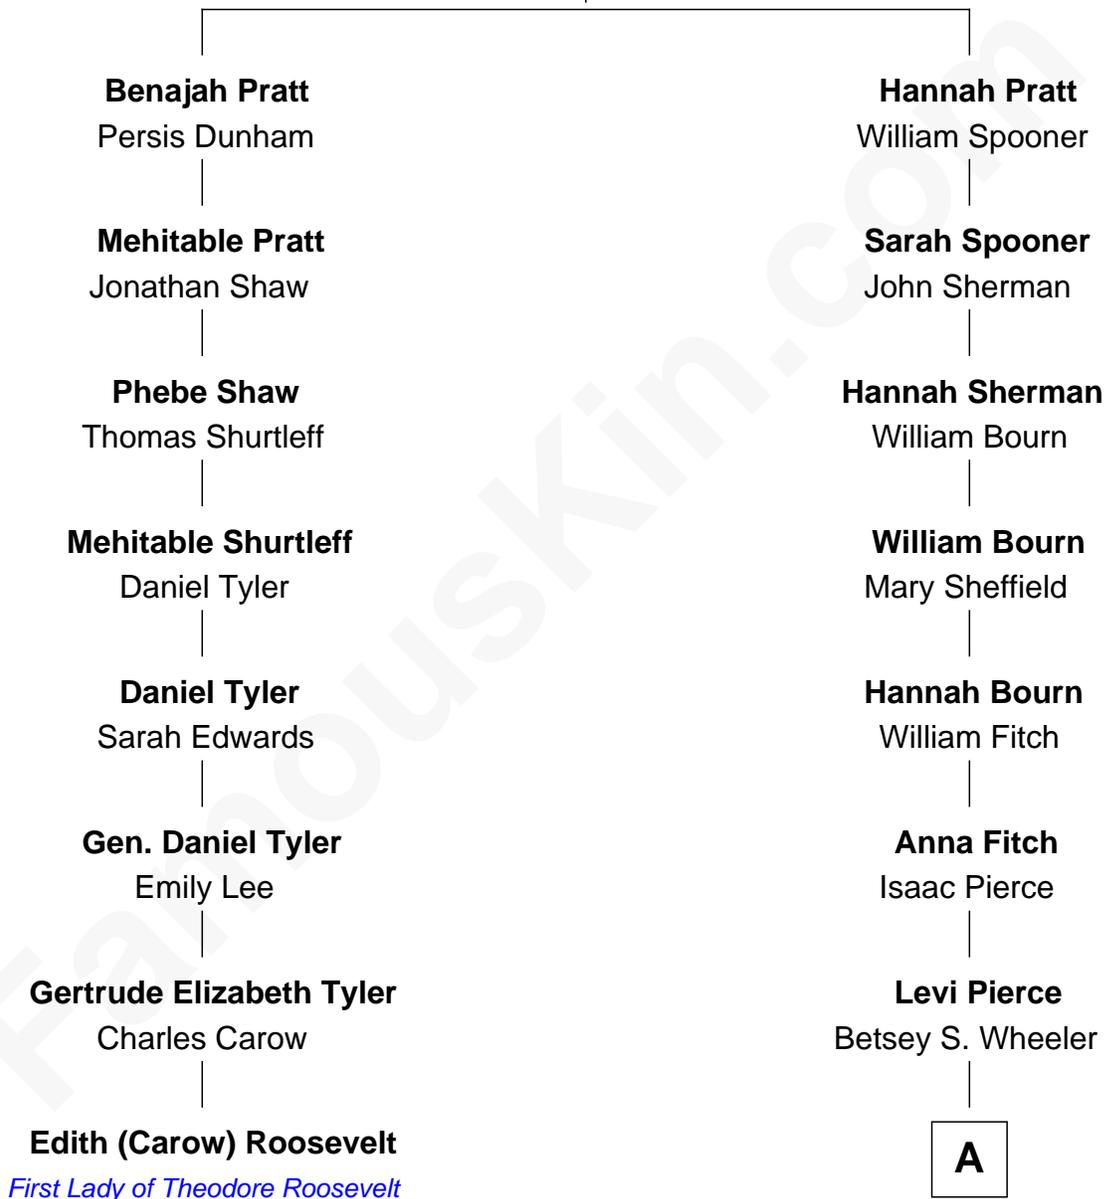 Benajah Pratt
Persis Dunham
Mehitable Pratt
Jonathan Shaw
Phebe Shaw
Thomas Shurtleff
Mehitable Shurtleff
Daniel Tyler
Daniel Tyler
Sarah Edwards
Gen. Daniel Tyler
Emily Lee
Gertrude Elizabeth Tyler
Charles Carow
Edith (Carow) Roosevelt
First Lady of Theodore Roosevelt
Hannah Pratt
William Spooner
Sarah Spooner
John Sherman
Hannah Sherman
William Bourn
William Bourn
Mary Sheffield
Hannah Bourn
William Fitch
Anna Fitch
Isaac Pierce
Levi Pierce
Betsey S. Wheeler
A
FamousKin.com